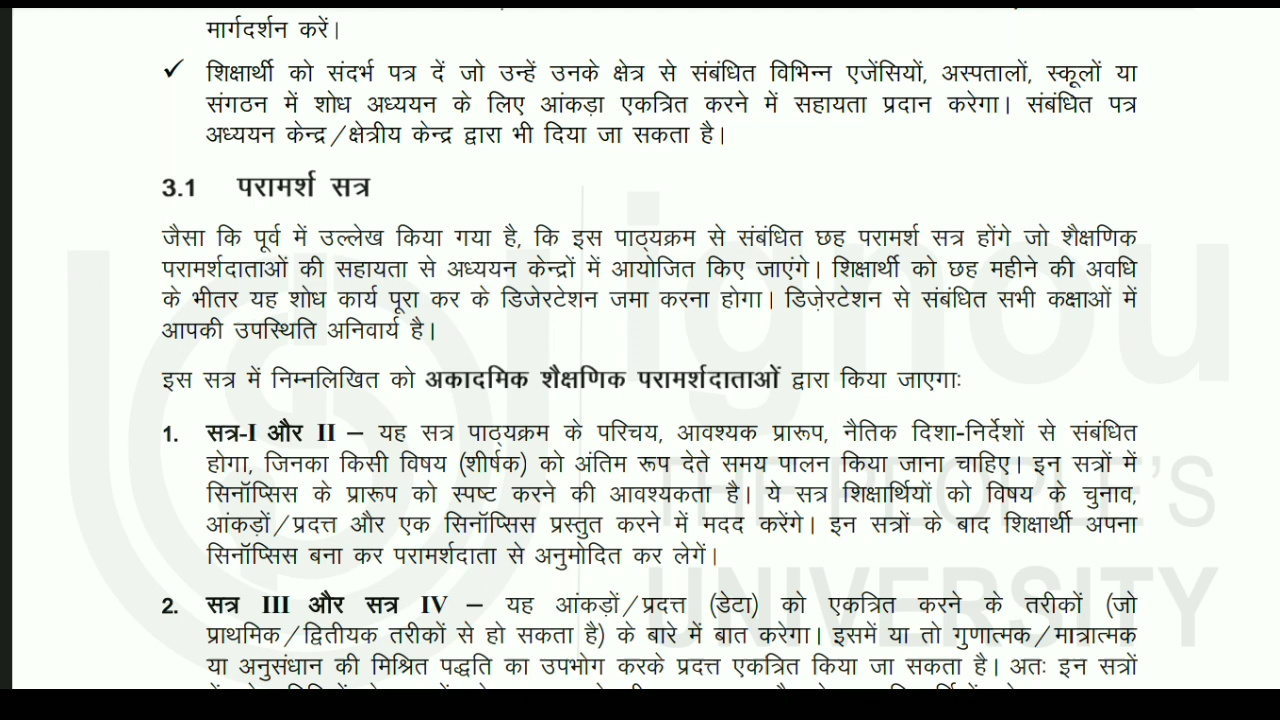 मार्गदर्शन करें।
✓ शिक्षार्थी को संदर्भ पत्र दें जो उन्हें उनके क्षेत्र से संबंधित विभिन्न एजेंसियों, अस्पतालों, स्कूलों या
संगठन में शोध अध्ययन के लिए आंकड़ा एकत्रित करने में सहायता प्रदान करेगा। संबंधित पत्र
अध्ययन केन्द्र/क्षेत्रीय केन्द्र द्वारा भी दिया जा सकता है।
3.1 परामर्श सत्र
जैसा कि पूर्व में उल्लेख किया गया है, कि इस पाठ्यक्रम से संबंधित छह परामर्श सत्र होंगे जो शैक्षणिक
परामर्शदाताओं की सहायता से अध्ययन केन्द्रों में आयोजित किए जाएंगे। शिक्षार्थी को छह महीने की अवधि
के भीतर यह शोध कार्य पूरा कर के डिजेरटेशन जमा करना होगा। डिज़ेरटेशन से संबंधित सभी कक्षाओं में
आपकी उपस्थिति अनिवार्य है।
इस सत्र में निम्नलिखित को अकादमिक शैक्षणिक परामर्शदाताओं द्वारा किया जाएगाः
1. सत्र-I और II – यह सत्र पाठ्यक्रम के परिचय, आवश्यक प्रारूप, नैतिक दिशा-निर्देशों से संबंधित
होगा, जिनका किसी विषय (शीर्षक) को अंतिम रूप देते समय पालन किया जाना चाहिए। इन सत्रों में
सिनॉप्सिस के प्रारूप को स्पष्ट करने की आवश्यकता है। ये सत्र शिक्षार्थियों को विषय के चुनाव,
आंकड़ों/प्रदत्त और एक सिनॉप्सिस प्रस्तुत करने में मदद करेंगे। इन सत्रों के बाद शिक्षार्थी अपना
सिनॉप्सिस बना कर परामर्शदाता से अनुमोदित कर लेगें।
2. सत्र III और सत्र IV – यह आंकड़ों/प्रदत्त (डेटा) को एकत्रित करने के तरीकों (जो
प्राथमिक/द्वितीयक तरीकों से हो सकता है) के बारे में बात करेगा। इसमें या तो गुणात्मक/मात्रात्मक
या अनुसंधान की मिश्रित पद्धति का उपभोग करके प्रदत्त एकत्रित किया जा सकता है। अतः इन सत्रों
ignou
THE PEOPLE'S
UNIVERSITY